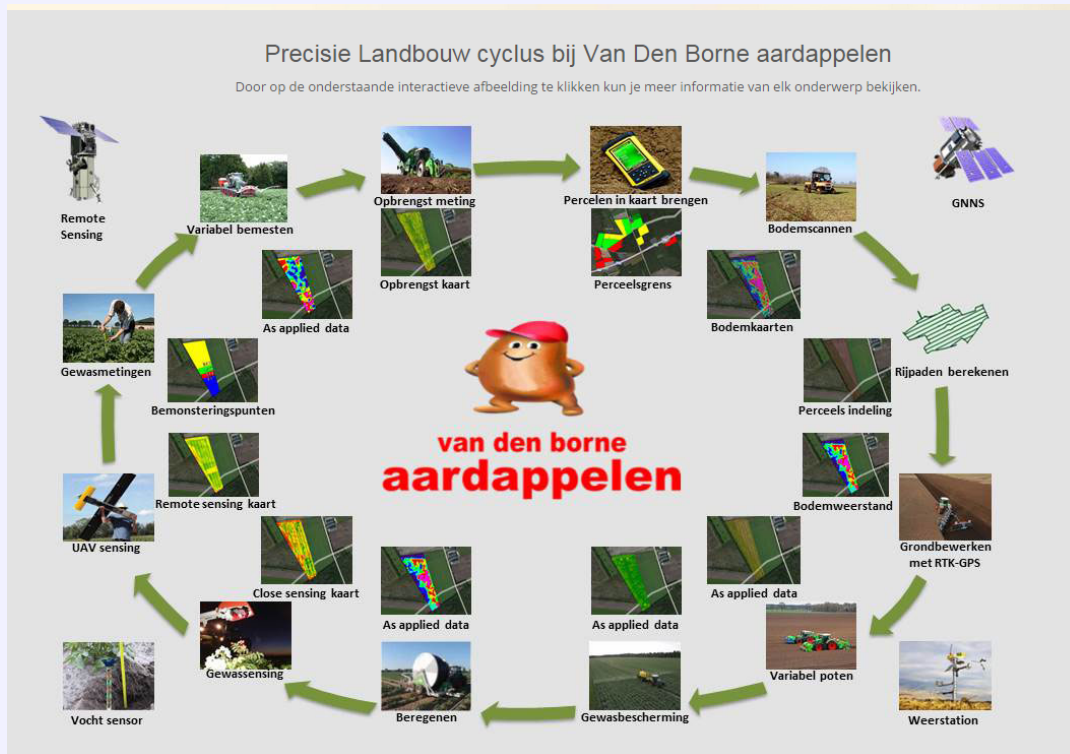 Precisie Landbouw cyclus bij Van Den Borne aardappelen
Door op de onderstaande interactieve afbeelding te klikken kun je meer informatie van elk onderwerp bekijken.
Remote
Sensing
Variabel bemesten
Opbrengst meting
Percelen in kaart brengen
Bodemscannen
GNNS
As applied data
Opbrengst kaart
Perceelsgrens
Bodemkaarten
Gewasmetingen
Rijpaden berekenen
Bemonsteringspunten
Perceels indeling
van den borne
aardappelen
Remote sensing kaart
Bodemweerstand
UAV sensing
Grondbewerken
met RTK-GPS
Close sensing kaart
As applied data
As applied data
As applied data
Gewassensing
Variabel poten
Vocht sensor
Beregenen
Gewasbescherming
Weerstation